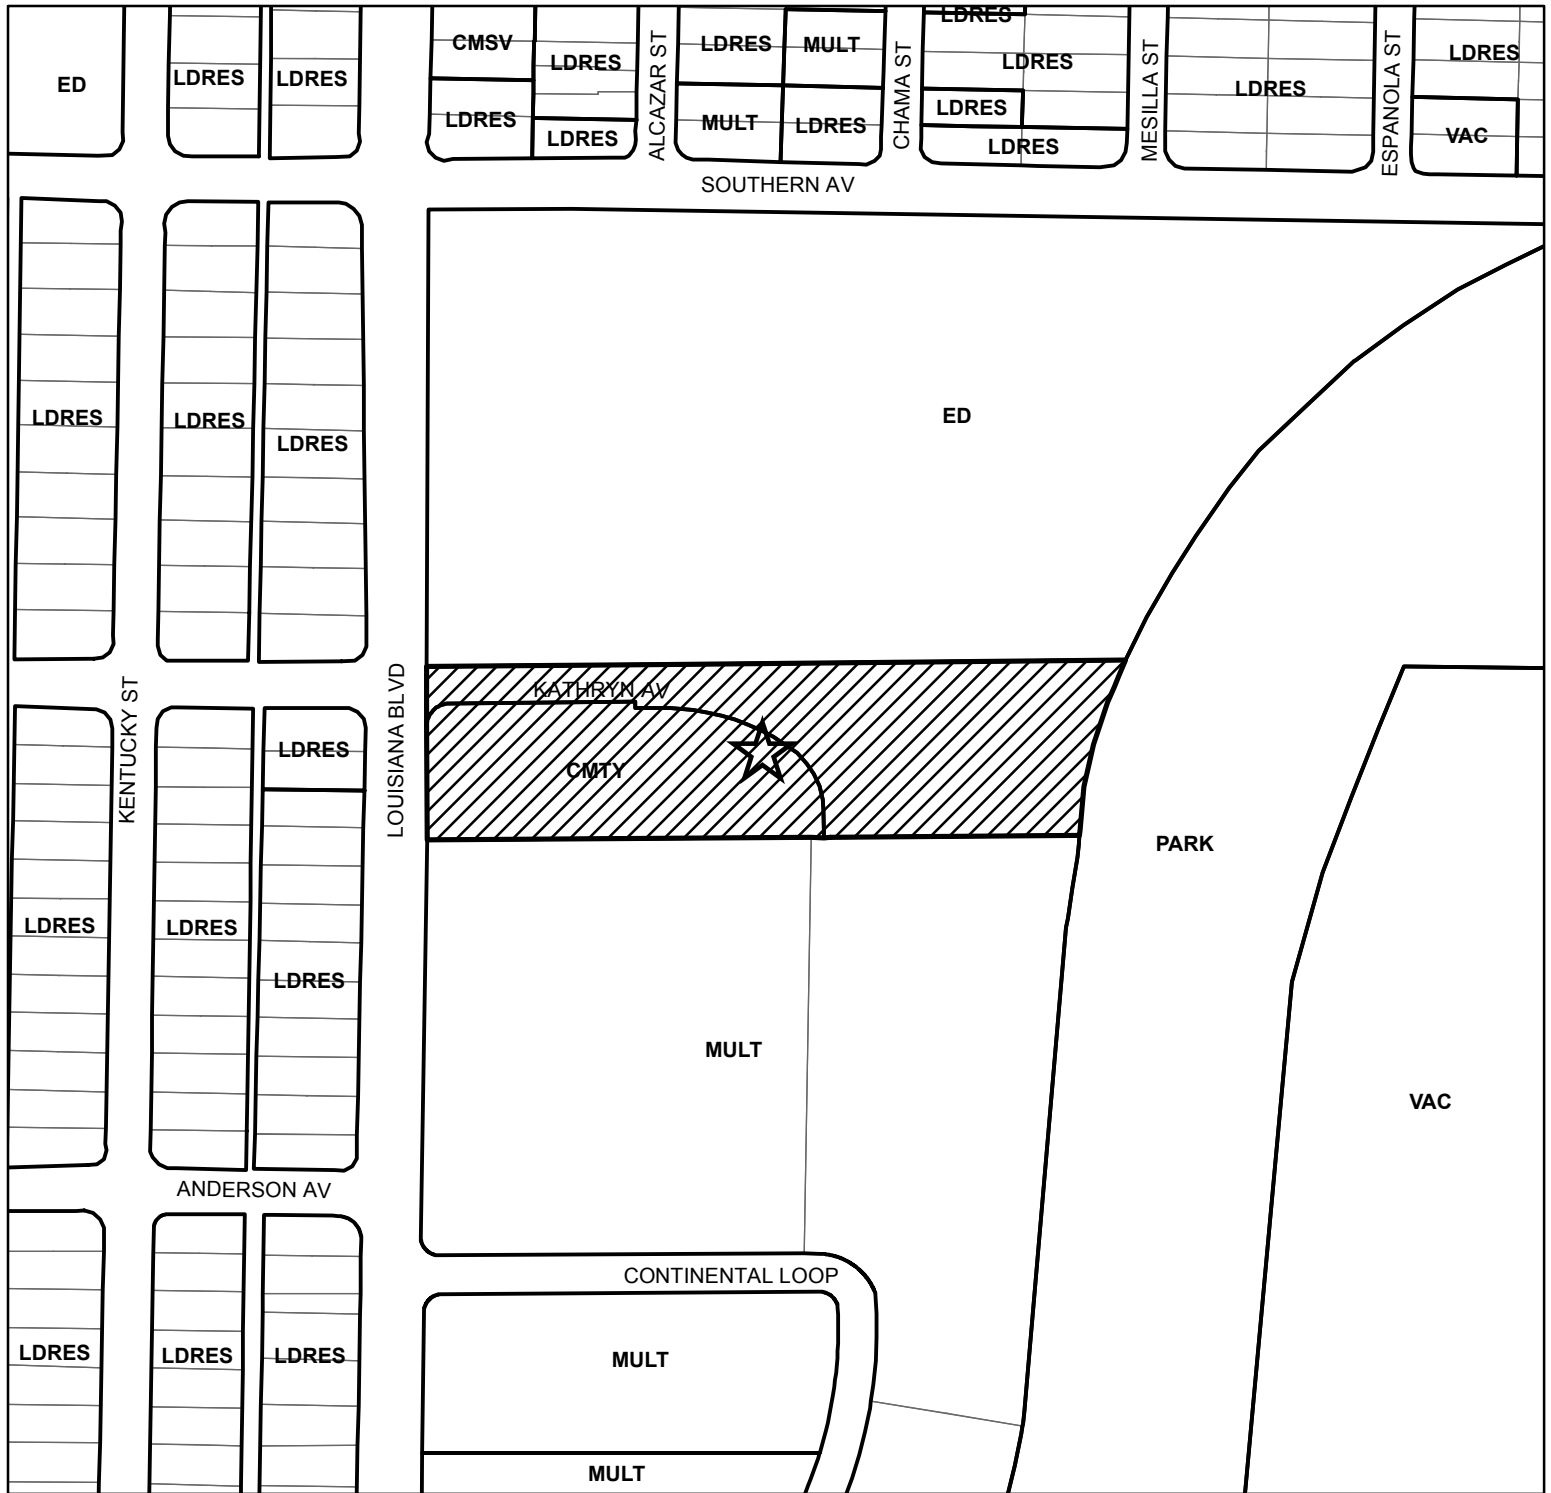 LDRES
CMSV
LDRES
MULT
LDRES
LDRES
LDRES
ED
LDRES
LDRES
LDRES
LDRES
LDRES
MULT
LDRES
LDRES
VAC
LDRES
LDRES
ALCAZAR ST
CHAMA ST
MESILLA ST
ESPANOLA ST
SOUTHERN AV
LDRES
LDRES
LDRES
ED
KENTUCKY ST
LOUISIANA BLVD
KATHRYN AV
LDRES
CMTY
PARK
LDRES
LDRES
LDRES
MULT
VAC
ANDERSON AV
CONTINENTAL LOOP
LDRES
LDRES
LDRES
MULT
MULT